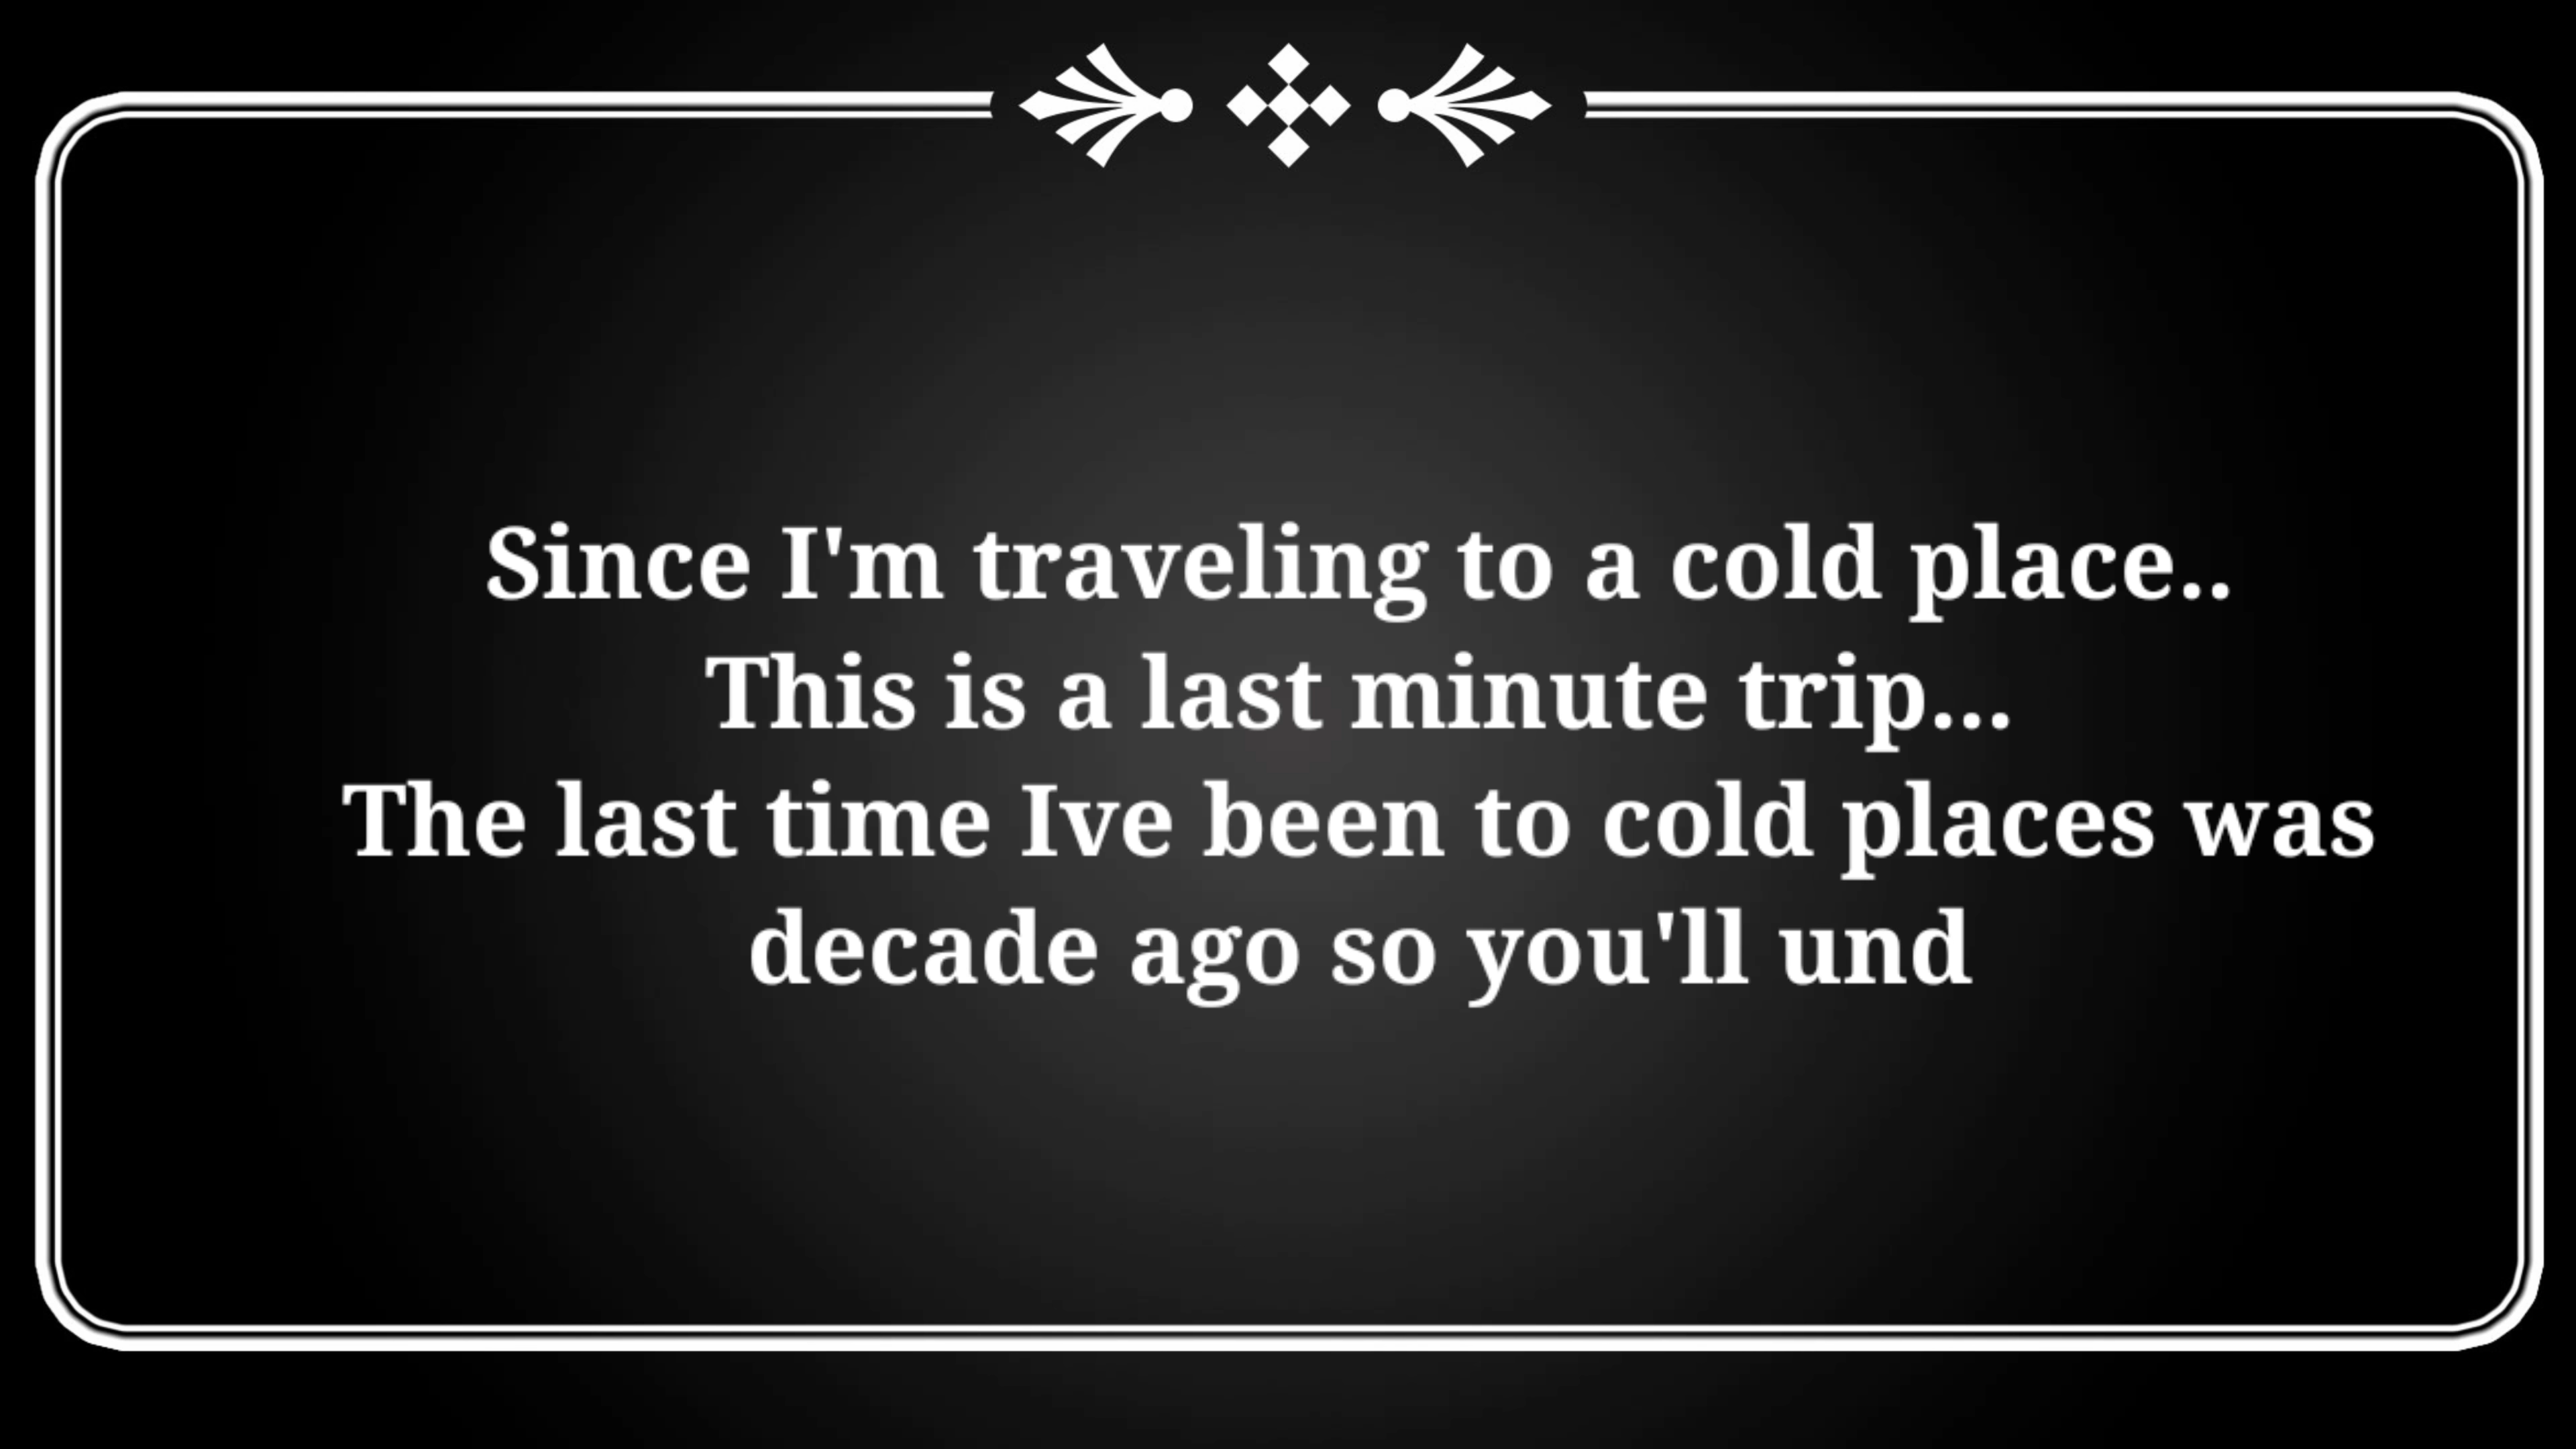 Since I'm traveling to a cold place..
This is a last minute trip...
The last time Ive been to cold places was
decade ago so you'll und